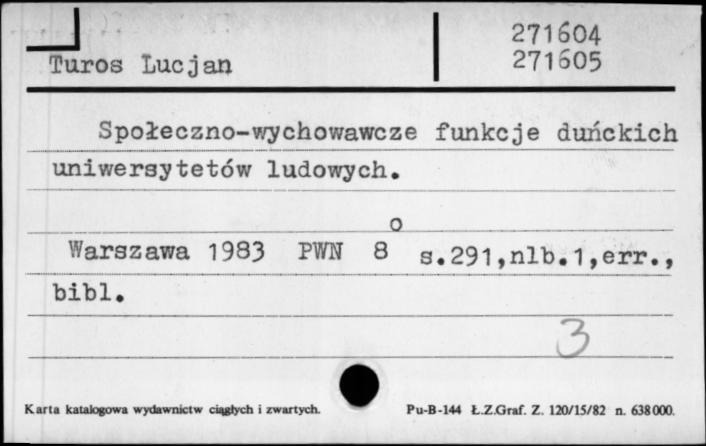 271604
Turos Lucjan 271605
Społeczno-wychowawcze funkcje duńckich
uniwersytetów ludowych.
Warszawa 1983 PWN 8o s.291,nlb.1,err.,
bibl.
3
Karta katalogowa wydawnictw ciągłych i zwartych. Pu-B-144 Ł.Z.Graf. Z. 120/15/82 n. 638000.